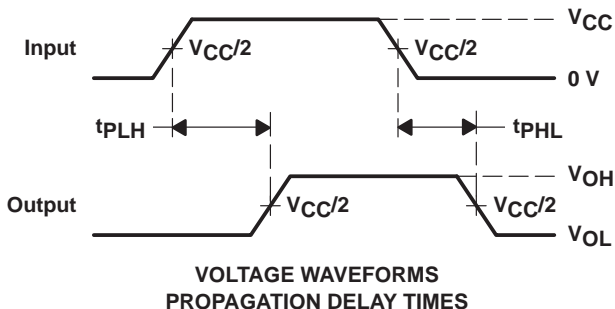 VCC
Input
VCC/2
VCC/2
0 V
tPLH
tPHL
VOH
Output
VCC/2
VCC/2
VOL
VOLTAGE WAVEFORMS
PROPAGATION DELAY TIMES